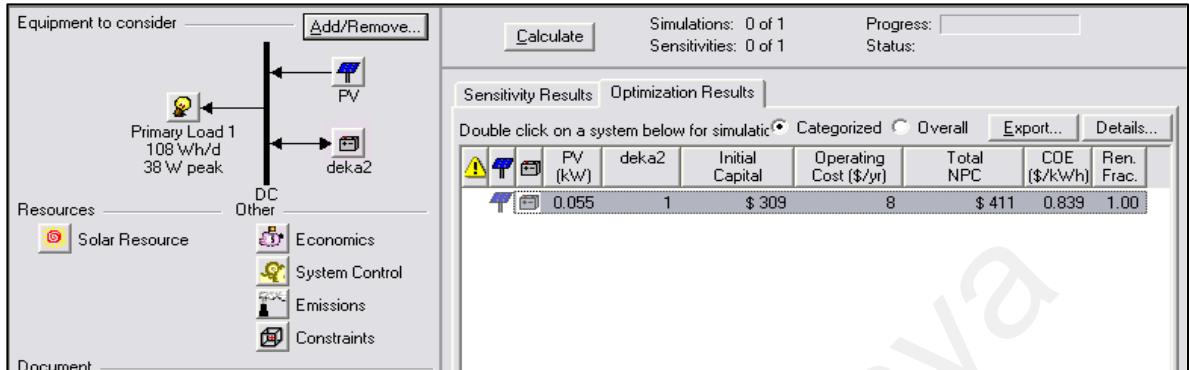 Equipment to consider
Add/Remove...
PV
Primary Load 1
108 Wh/d
38 W peak
deka2
DC
Resources
Other
Solar Resource
Economics
System Control
Emissions
Constraints
Document
Calculate
Simulations: 0 of 1
Progress:
Sensitivities: 0 of 1
Status:
Sensitivity Results
Optimization Results
Double click on a system below for simulatic
Categorized
Overall
Export...
Details...
PV (kW) deka2 Initial Capital Operating Cost ($/yr) Total NPC COE ($/kWh) Ren. Frac.
0.055 1 $ 309 8 $ 411 0.839 1.00